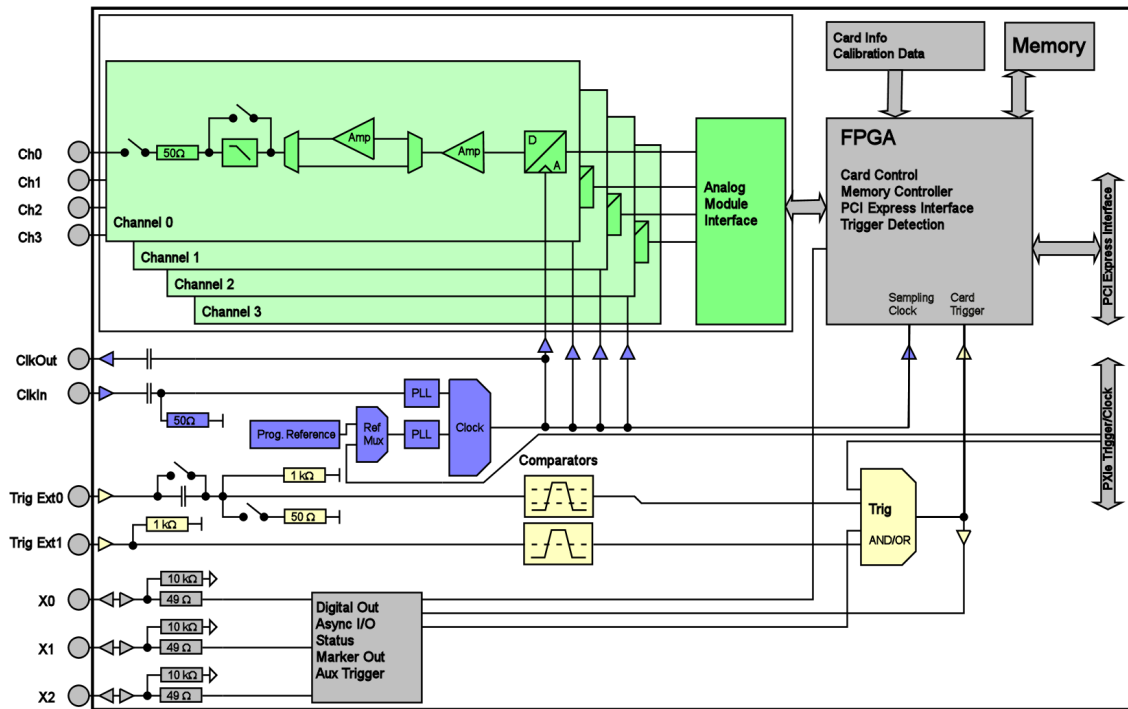 Card Info
Calibration Data
Memory
Ch0
Ch1
Ch2
Ch3
50Ω
Amp
Amp
D
A
Channel 0
Channel 1
Channel 2
Channel 3
Analog
Module
Interface
FPGA
Card Control
Memory Controller
PCI Express Interface
Trigger Detection
Sampling
Clock
Card
Trigger
PCI Express Interface
ClkOut
ClkIn
50Ω
PLL
Prog. Reference
Ref
Mux
PLL
Clock
PXIe Trigger/Clock
Comparators
Trig Ext0
1 kΩ
50 Ω
Trig Ext1
1 kΩ
Trig
AND/OR
X0
10 kΩ
49 Ω
X1
10 kΩ
49 Ω
X2
10 kΩ
49 Ω
Digital Out
Async I/O
Status
Marker Out
Aux Trigger